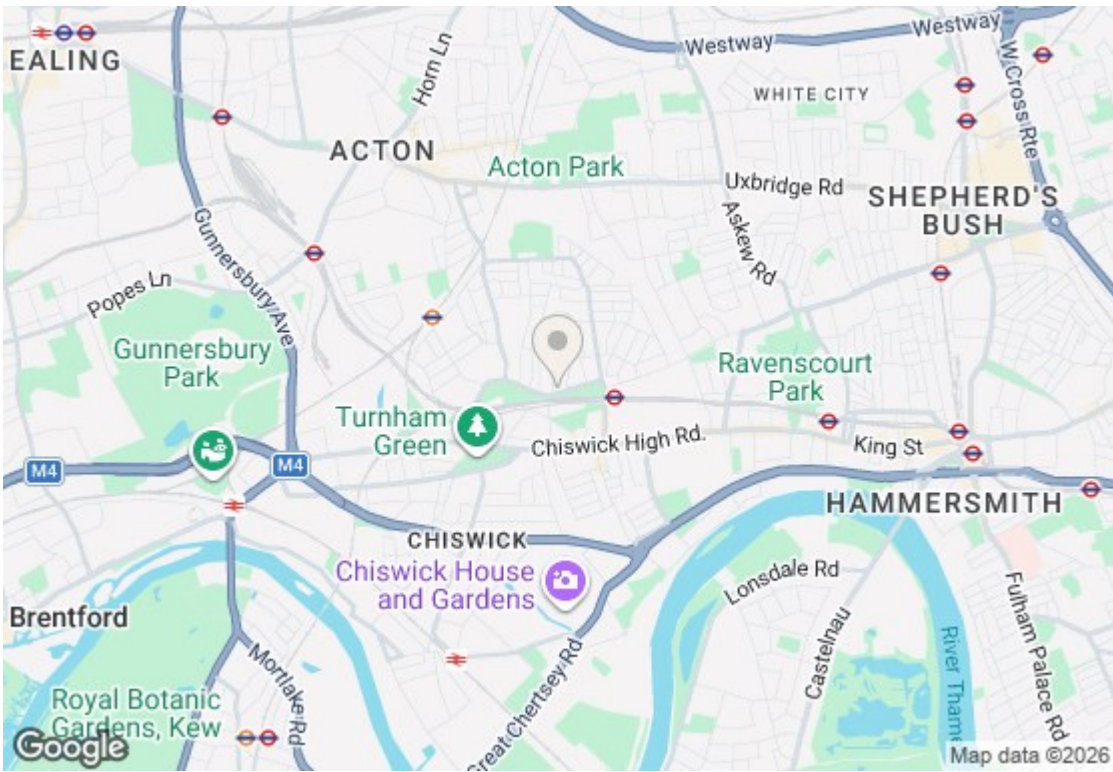 EALING
Horn Ln
Westway
Westway
W Cross Rte
WHITE CITY
ACTON
Acton Park
Uxbridge Rd
SHEPHERD'S
BUSH
Askew Rd
Gunnersbury Ave
Popes Ln
Gunnersbury
Park
Ravenscourt
Park
Turnham
Green
Chiswick High Rd.
King St
M4
M4
HAMMERSMITH
CHISWICK
Chiswick House
and Gardens
Lonsdale Rd
Brentford
Mortlake Rd
Great Chertsey Rd
Castelnau
River Thame
Fulham Palace Rd
Royal Botanic
Gardens, Kew
Google
Map data ©2026